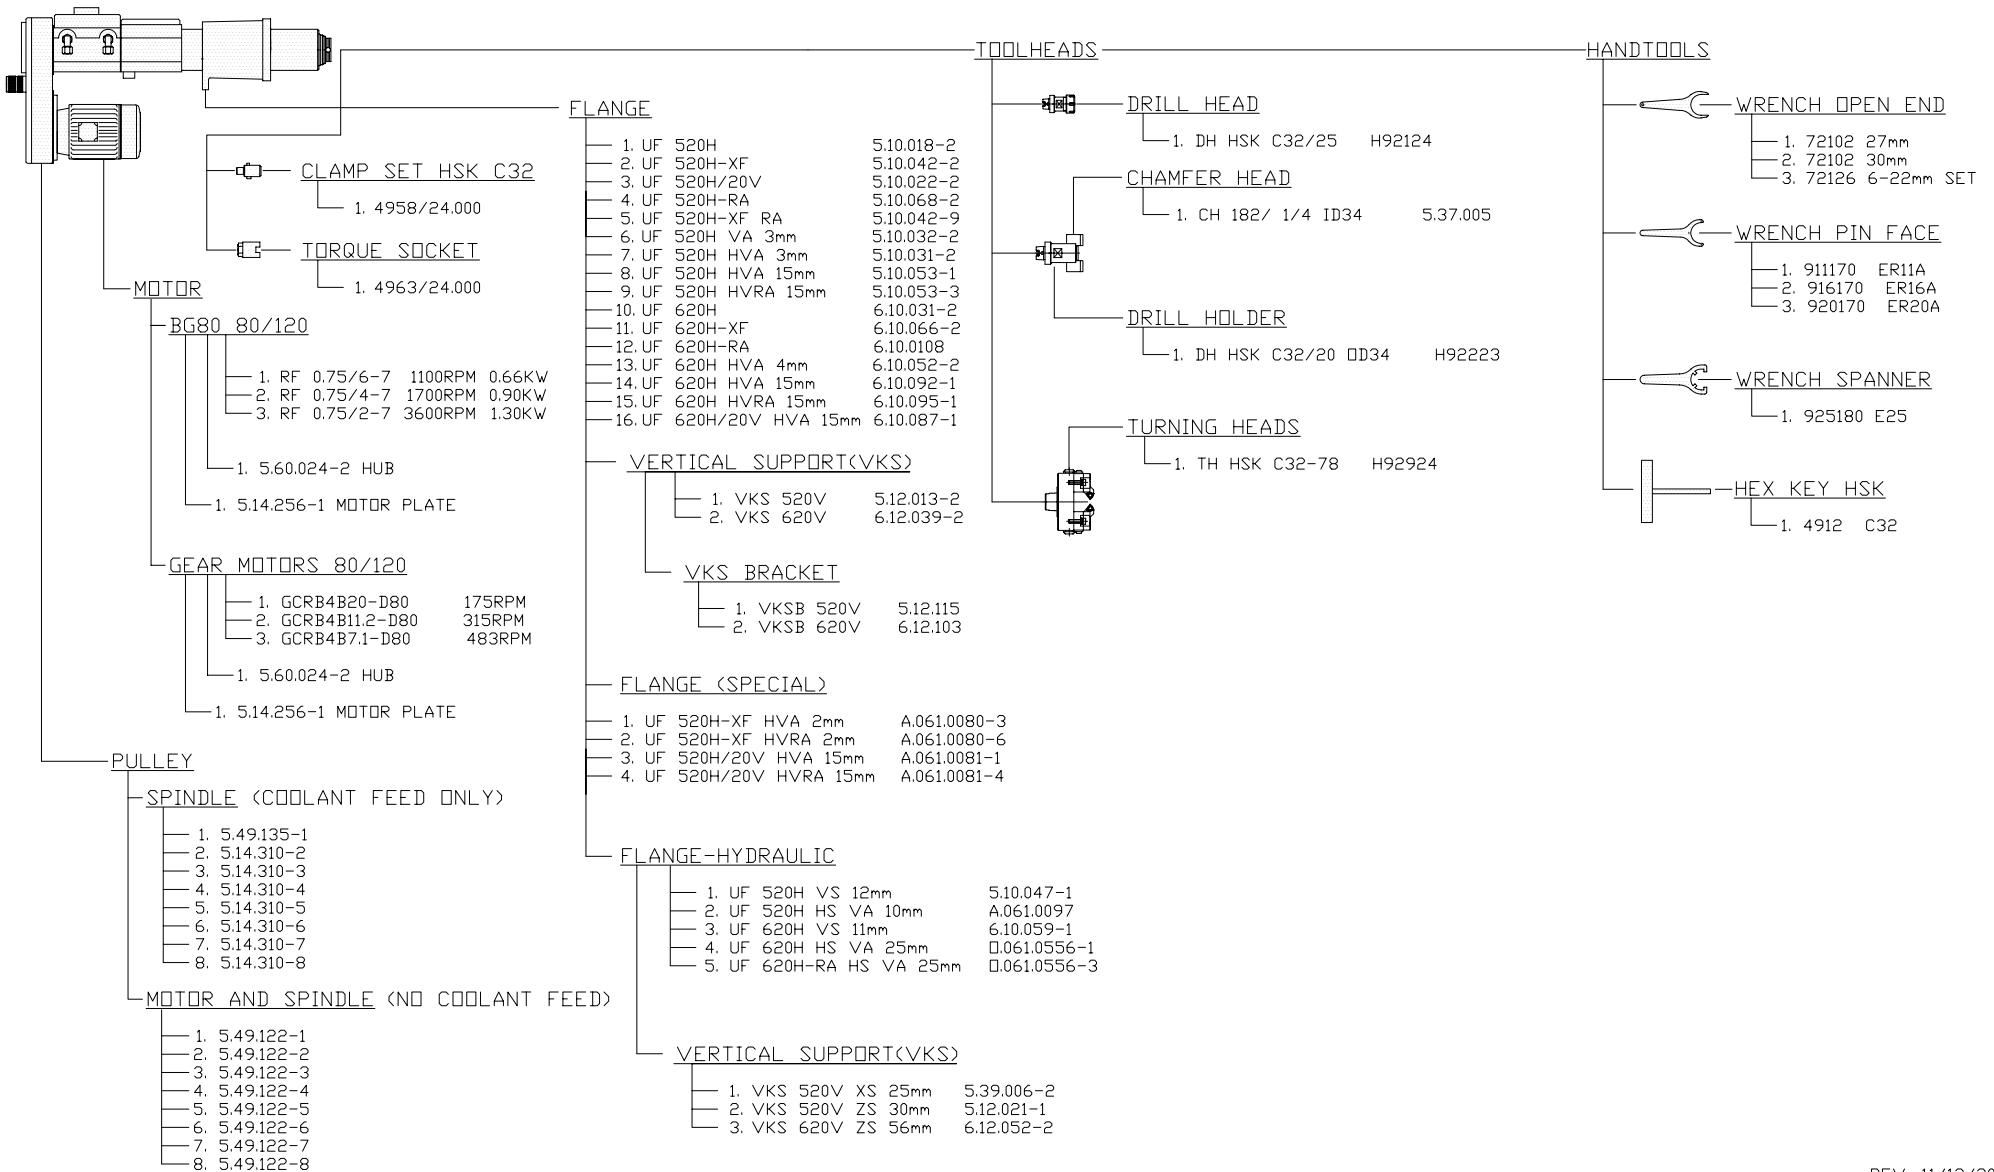 TOOLHEADS
HANDTOOLS
FLANGE
1. UF 520H 5.10.018-2
2. UF 520H-XF 5.10.042-2
3. UF 520H/20V 5.10.022-2
4. UF 520H-RA 5.10.068-2
5. UF 520H-XF RA 5.10.042-9
6. UF 520H VA 3mm 5.10.032-2
7. UF 520H HVA 3mm 5.10.031-2
8. UF 520H HVA 15mm 5.10.053-1
9. UF 520H HVRA 15mm 5.10.053-3
10. UF 620H 6.10.031-2
11. UF 620H-XF 6.10.066-2
12. UF 620H-RA 6.10.0108
13. UF 620H HVA 4mm 6.10.052-2
14. UF 620H HVA 15mm 6.10.092-1
15. UF 620H HVRA 15mm 6.10.095-1
16. UF 620H/20V HVA 15mm 6.10.087-1
VERTICAL SUPPORT(VKS)
1. VKS 520V 5.12.013-2
2. VKS 620V 6.12.039-2
VKS BRACKET
1. VKSB 520V 5.12.115
2. VKSB 620V 6.12.103
FLANGE (SPECIAL)
1. UF 520H-XF HVA 2mm A.061.0080-3
2. UF 520H-XF HVRA 2mm A.061.0080-6
3. UF 520H/20V HVA 15mm A.061.0081-1
4. UF 520H/20V HVRA 15mm A.061.0081-4
FLANGE-HYDRAULIC
1. UF 520H VS 12mm 5.10.047-1
2. UF 520H HS VA 10mm A.061.0097
3. UF 620H VS 11mm 6.10.059-1
4. UF 620H HS VA 25mm O.061.0556-1
5. UF 620H-RA HS VA 25mm O.061.0556-3
VERTICAL SUPPORT(VKS)
1. VKS 520V XS 25mm 5.39.006-2
2. VKS 520V ZS 30mm 5.12.021-1
3. VKS 620V ZS 56mm 6.12.052-2
CLAMP SET HSK C32
1. 4958/24.000
TORQUE SOCKET
1. 4963/24.000
MOTOR
BG80 80/120
1. RF 0.75/6-7 1100RPM 0.66KW
2. RF 0.75/4-7 1700RPM 0.90KW
3. RF 0.75/2-7 3600RPM 1.30KW
1. 5.60.024-2 HUB
1. 5.14.256-1 MOTOR PLATE
GEAR MOTORS 80/120
1. GCRB4B20-D80 175RPM
2. GCRB4B11.2-D80 315RPM
3. GCRB4B7.1-D80 483RPM
1. 5.60.024-2 HUB
1. 5.14.256-1 MOTOR PLATE
PULLEY
SPINDLE (COOLANT FEED ONLY)
1. 5.49.135-1
2. 5.14.310-2
3. 5.14.310-3
4. 5.14.310-4
5. 5.14.310-5
6. 5.14.310-6
7. 5.14.310-7
8. 5.14.310-8
MOTOR AND SPINDLE (NO COOLANT FEED)
1. 5.49.122-1
2. 5.49.122-2
3. 5.49.122-3
4. 5.49.122-4
5. 5.49.122-5
6. 5.49.122-6
7. 5.49.122-7
8. 5.49.122-8
DRILL HEAD
1. DH HSK C32/25 H92124
CHAMFER HEAD
1. CH 182/ 1/4 ID34 5.37.005
DRILL HOLDER
1. DH HSK C32/20 OD34 H92223
TURNING HEADS
1. TH HSK C32-78 H92924
WRENCH OPEN END
1. 72102 27mm
2. 72102 30mm
3. 72126 6-22mm SET
WRENCH PIN FACE
1. 911170 ER11A
2. 916170 ER16A
3. 920170 ER20A
WRENCH SPANNER
1. 925180 E25
HEX KEY HSK
1. 4912 C32